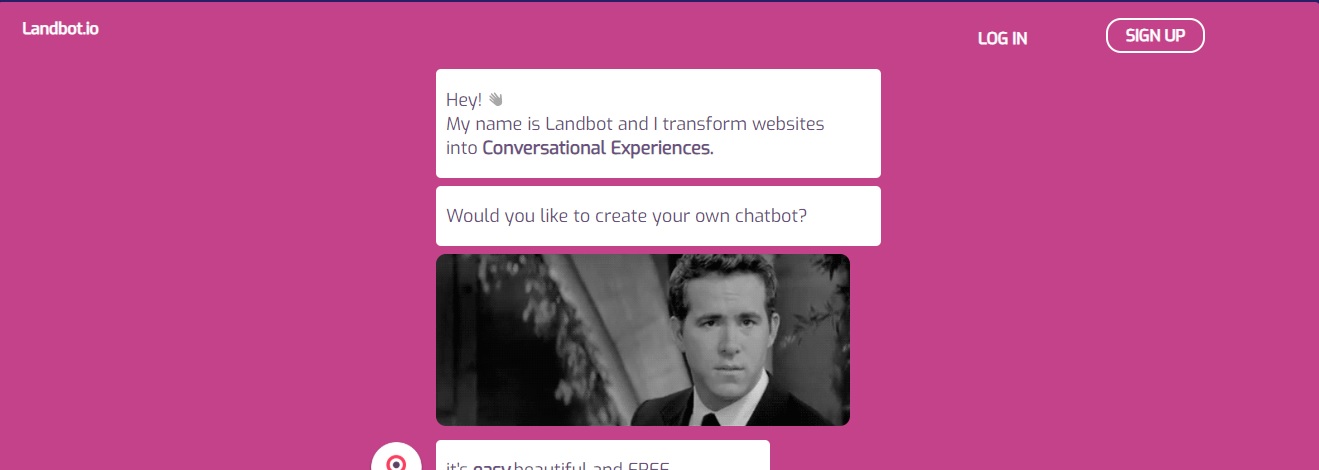 Landbot.io
LOG IN
SIGN UP
Hey! 👋
My name is Landbot and I transform websites
into Conversational Experiences.
Would you like to create your own chatbot?
it's easy, beautiful and FREE